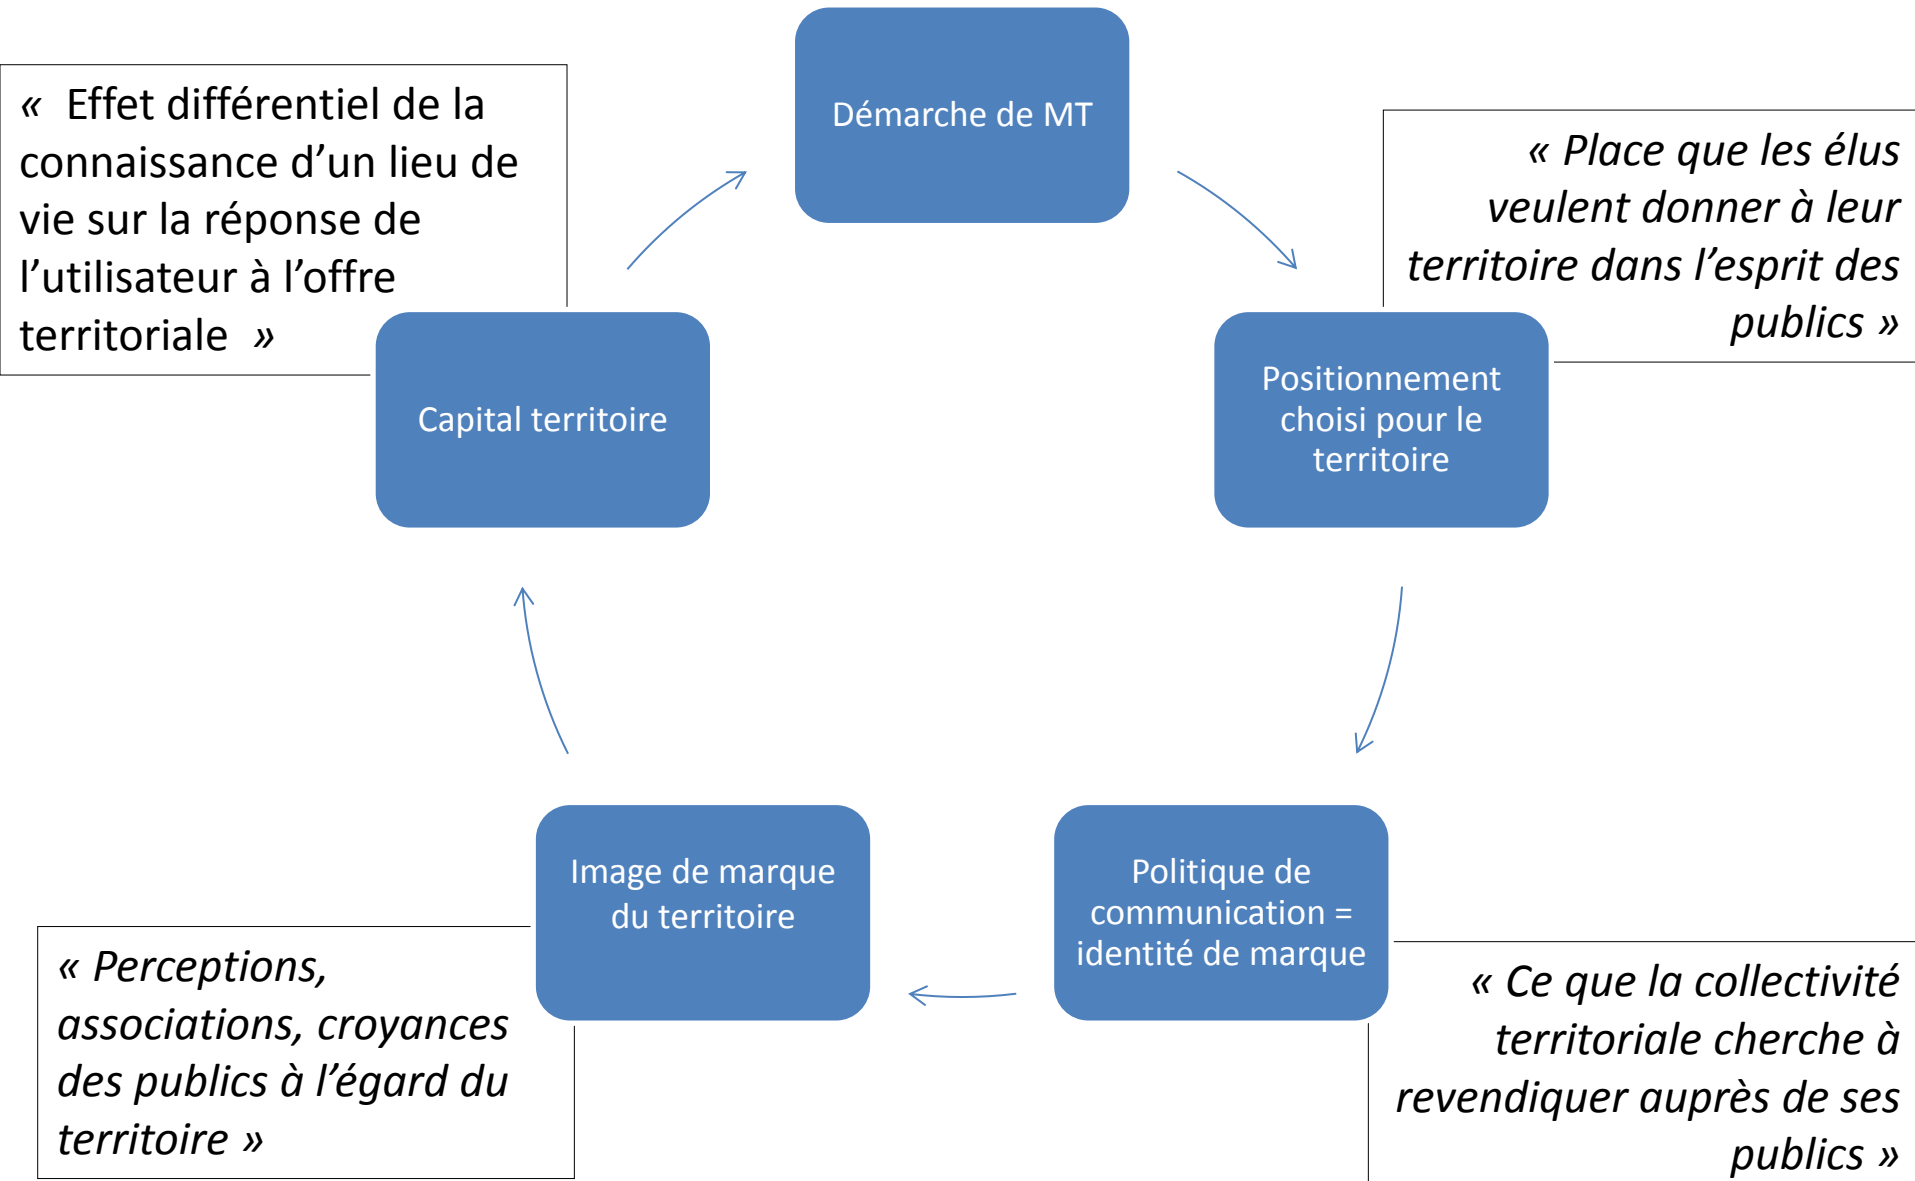 Démarche de MT
« Effet différentiel de la
connaissance d’un lieu de
vie sur la réponse de
l’utilisateur à l’offre
territoriale »
« Place que les élus
veulent donner à leur
territoire dans l’esprit des
publics »
Capital territoire
Positionnement
choisi pour le
territoire
Image de marque
du territoire
Politique de
communication =
identité de marque
« Perceptions,
associations, croyances
des publics à l’égard du
territoire »
« Ce que la collectivité
territoriale cherche à
revendiquer auprès de ses
publics »